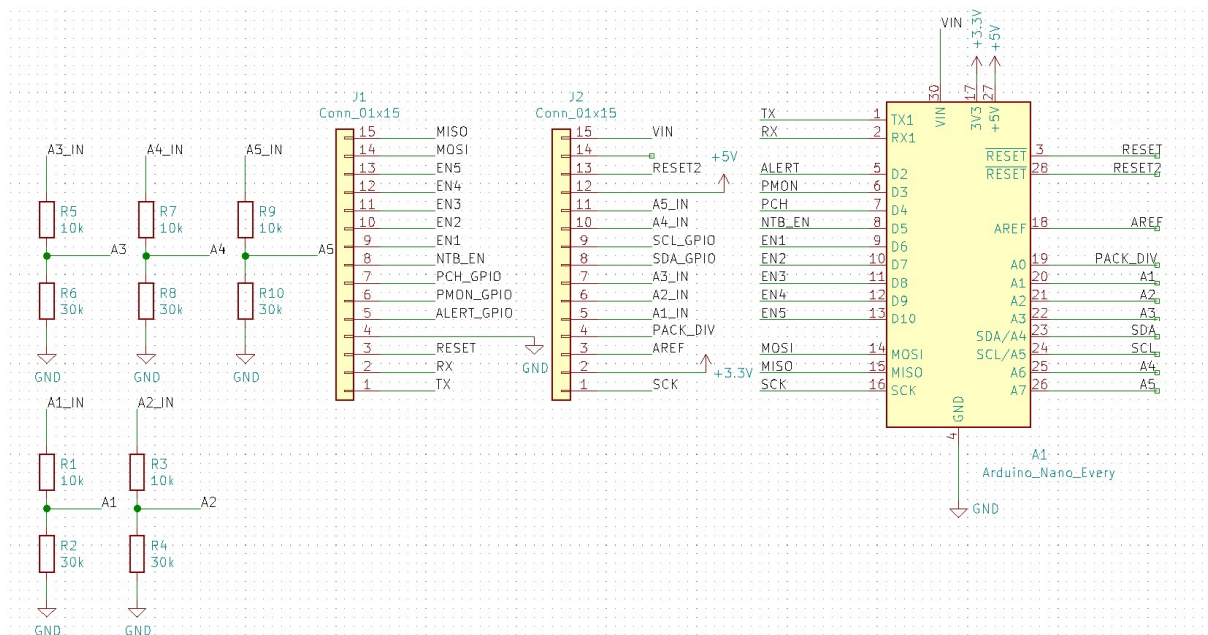 A3_IN
A4_IN
A5_IN
R5
10k
R7
10k
R9
10k
A3
A4
A5
R6
30k
R8
30k
R10
30k
GND
GND
GND
A1_IN
A2_IN
R1
10k
R3
10k
A1
A2
R2
30k
R4
30k
GND
GND
J1
Conn_01x15
15 MISO
14 MOSI
13 EN5
12 EN4
11 EN3
10 EN2
9 EN1
8 NTB_EN
7 PCH_GPIO
6 PMON_GPIO
5 ALERT_GPIO
4
GND
3 RESET
2 RX
1 TX
J2
Conn_01x15
15 VIN
14
13 RESET2
+5V
12
11 A5_IN
10 A4_IN
9 SCL_GPIO
8 SDA_GPIO
7 A3_IN
6 A2_IN
5 A1_IN
4 PACK_DIV
3 AREF
2 +3.3V
1 SCK
VIN
+3.3V
+5V
30
17
27
VIN
3V3
+5V
TX 1 TX1
RX 2 RX1
ALERT 5 D2
PMON 6 D3
PCH 7 D4
NTB_EN 8 D5
EN1 9 D6
EN2 10 D7
EN3 11 D8
EN4 12 D9
EN5 13 D10
MOSI 14 MOSI
MISO 15 MISO
SCK 16 SCK
RESET 3 RESET
RESET 28 RESET2
AREF 18 AREF
A0 19 PACK_DIV
A1 20 A1
A2 21 A2
A3 22 A3
SDA/A4 23 SDA
SCL/A5 24 SCL
A6 25 A4
A7 26 A5
GND
4
GND
A1
Arduino_Nano_Every